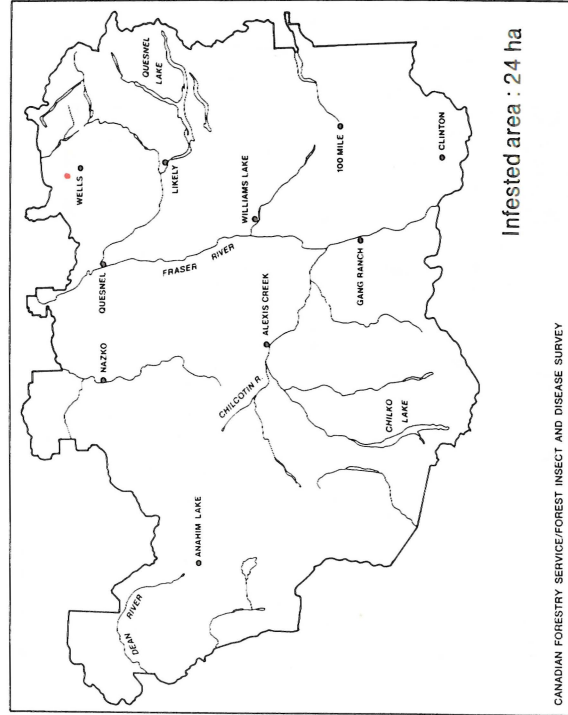 WELLS
QUESNEL
LAKE
LIKELY
QUESNEL
NAZKO
FRASER RIVER
WILLIAMS LAKE
100 MILE
CLINTON
GANG RANCH
ALEXIS CREEK
CHILCOTIN R.
CHILKO
LAKE
ANAHIM LAKE
DEAN RIVER
Infested area : 24 ha
CANADIAN FORESTRY SERVICE/FOREST INSECT AND DISEASE SURVEY